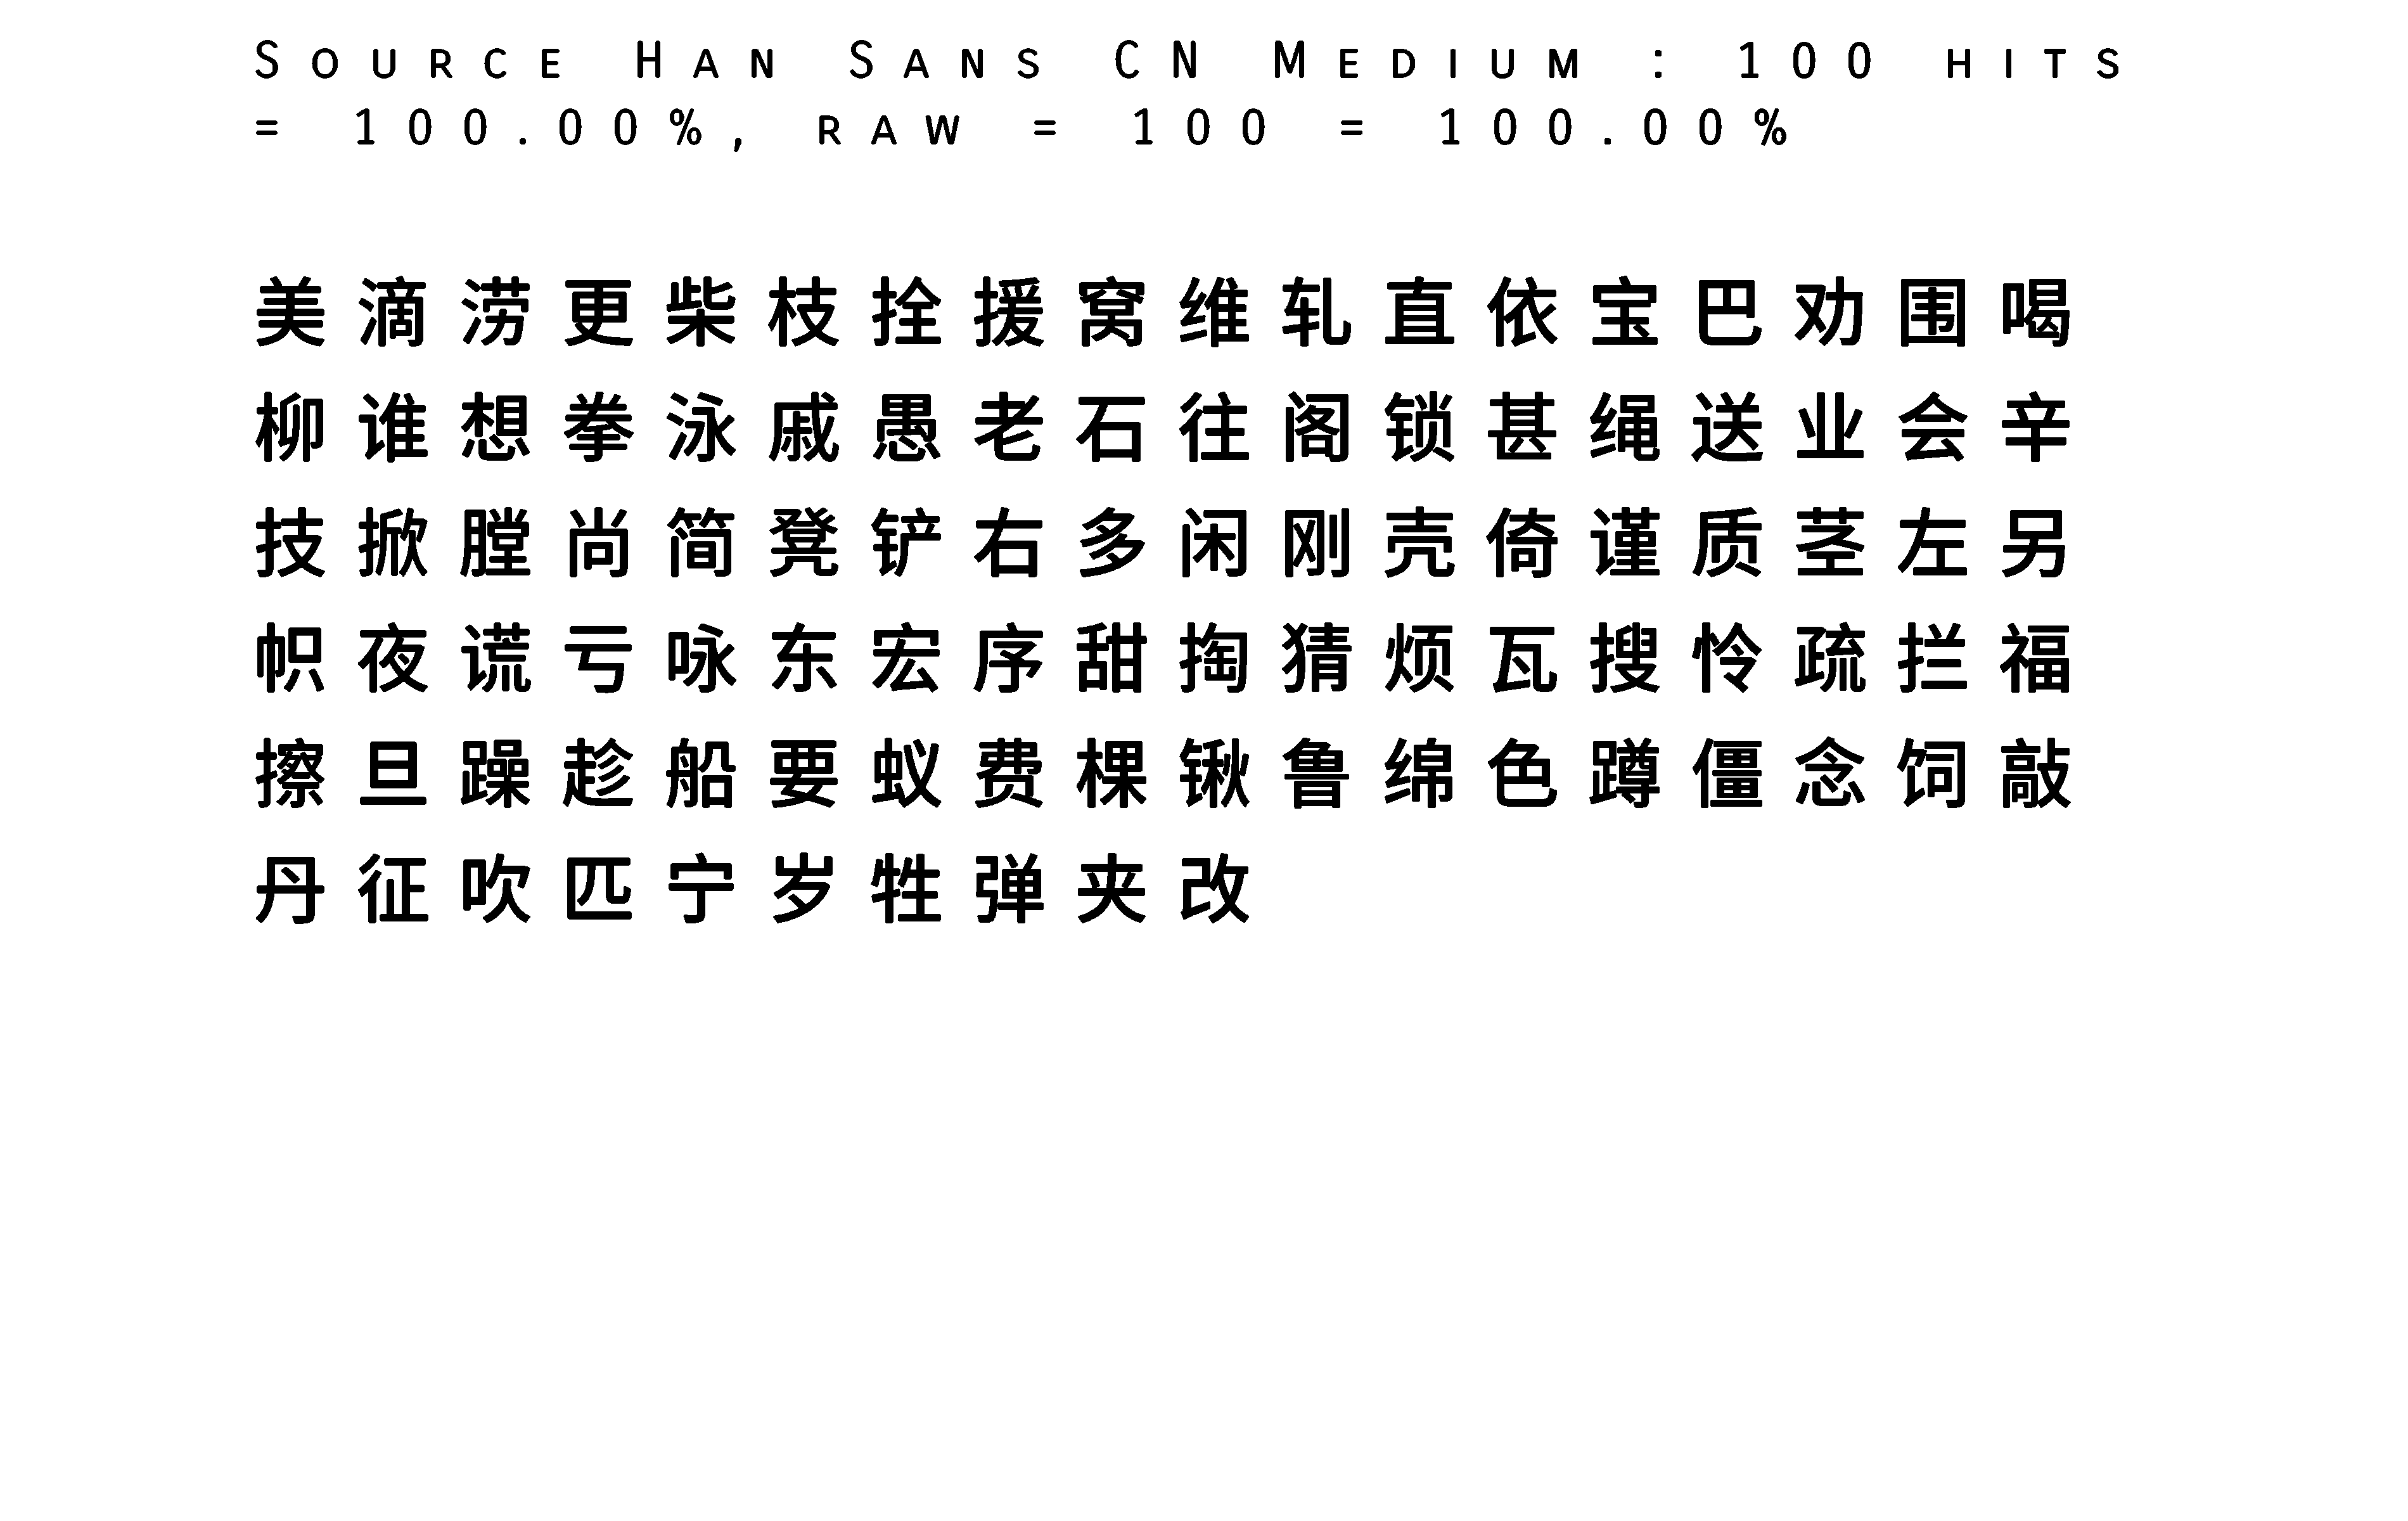 Source Han Sans CN Medium : 100 hits
= 100.00%, raw = 100 = 100.00%
美滴涝更柴枝拴援窝维轧直依宝巴劝围喝
柳谁想拳泳戚愚老石往阁锁甚绳送业会辛
技掀膛尚简凳铲右多闲刚壳倚谨质茎左另
帜夜谎亏咏东宏序甜掏猜烦瓦搜怜疏拦福
擦旦躁趁船要蚁费棵锹鲁绵色蹲僵念饲敲
丹征吹匹宁岁牲弹夹改